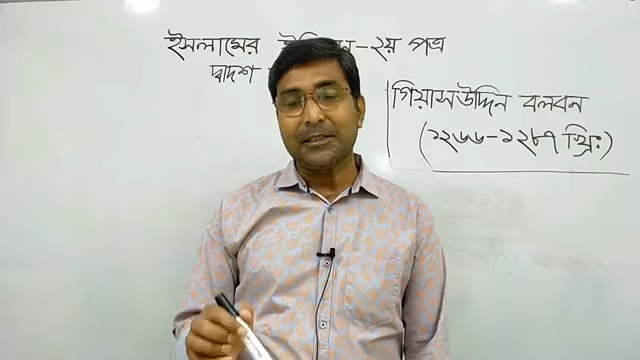 ইসলামের ইতিহাস-২য় পত্র
দ্বাদশ
গিয়াসউদ্দিন বলবন
(১২৬৬-১২৮৭ খ্রিঃ)